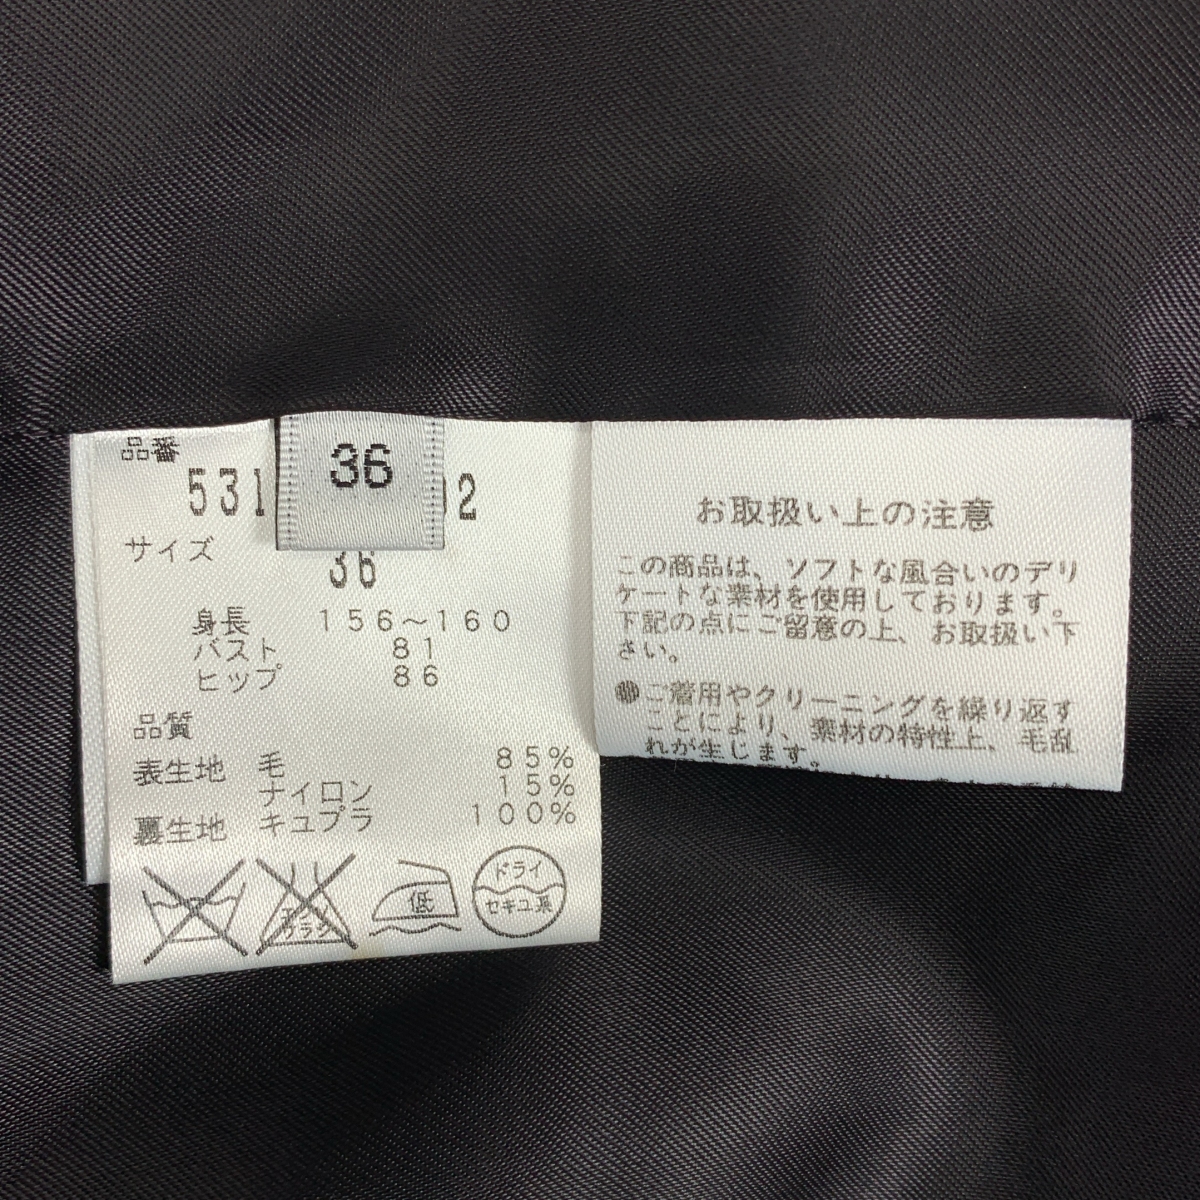 品番
36
531
02
サイズ
36
身長 156～160
バスト 81
ヒップ 86
品質
表生地 毛 85%
ナイロン 15%
裏生地 キュプラ 100%
エンソ
サラシ
低
ドライ
セキユ系
お取扱い上の注意
この商品は、ソフトな風合いのデリ
ケートな素材を使用しております。
下記の点にご留意の上、お取扱い下
さい。
ご着用やクリーニングを繰り返す
ことにより、素材の特性上、毛乱
れが生じます。